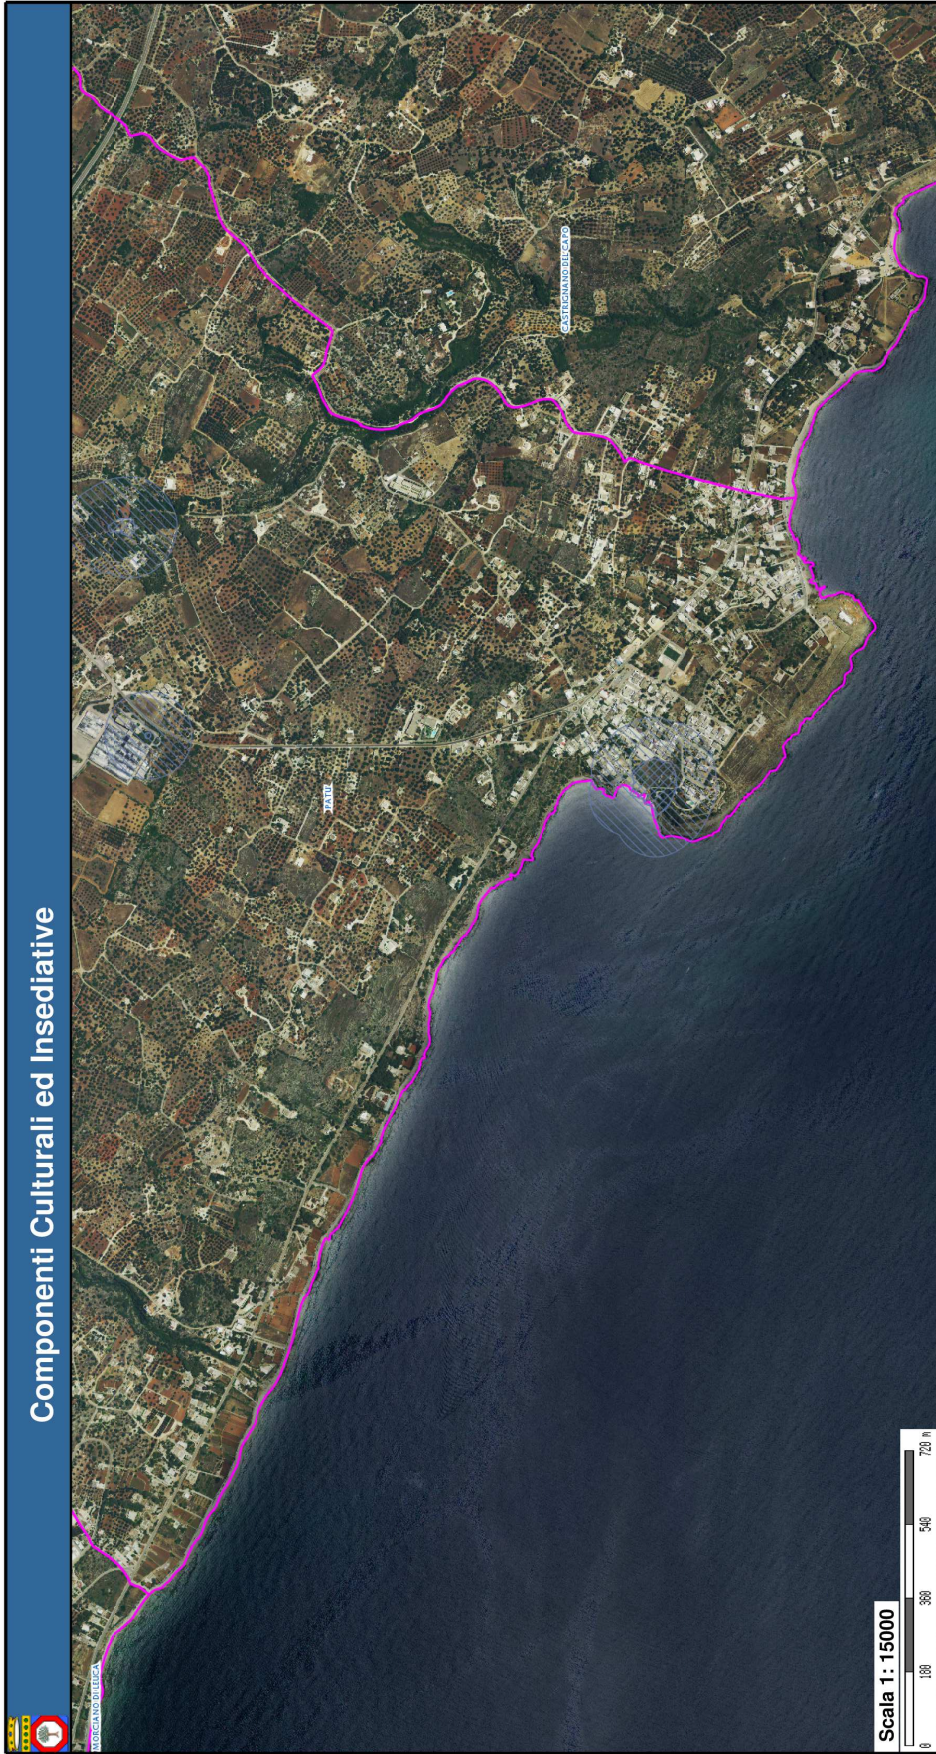 Componenti Culturali ed Insediative
MORCIANO DI LEUCA
PATU'
CASTRIGNANO DEL CAPO
Scala 1: 15000
0 180 360 540 720 m